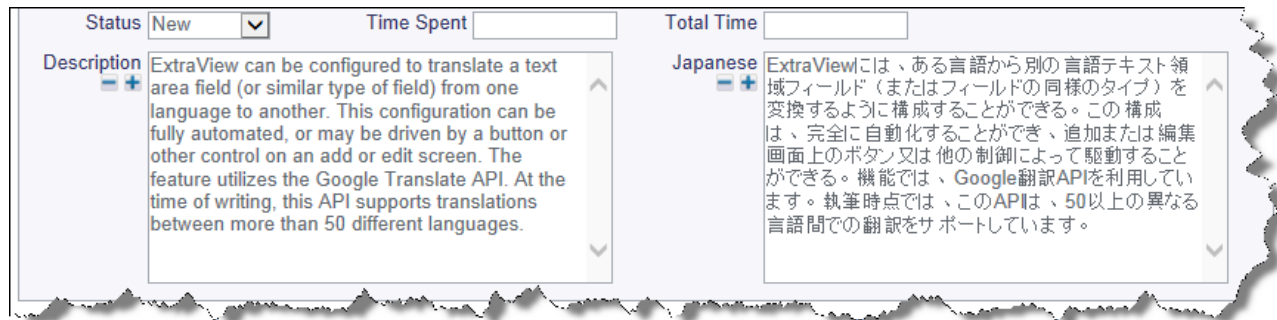 Status New Time Spent Total Time
Description
ExtraView can be configured to translate a text
area field (or similar type of field) from one
language to another. This configuration can be
fully automated, or may be driven by a button or
other control on an add or edit screen. The
feature utilizes the Google Translate API. At the
time of writing, this API supports translations
between more than 50 different languages.
Japanese
ExtraViewには、ある言語から別の言語テキスト領
域フィールド（またはフィールドの同様のタイプ）を
変換するように構成することができる。この構成
は、完全に自動化することができ、追加または編集
画面上のボタン又は他の制御によって駆動すること
ができる。機能では、Google翻訳APIを利用してい
ます。執筆時点では、このAPIは、50以上の異なる
言語間での翻訳をサポートしています。